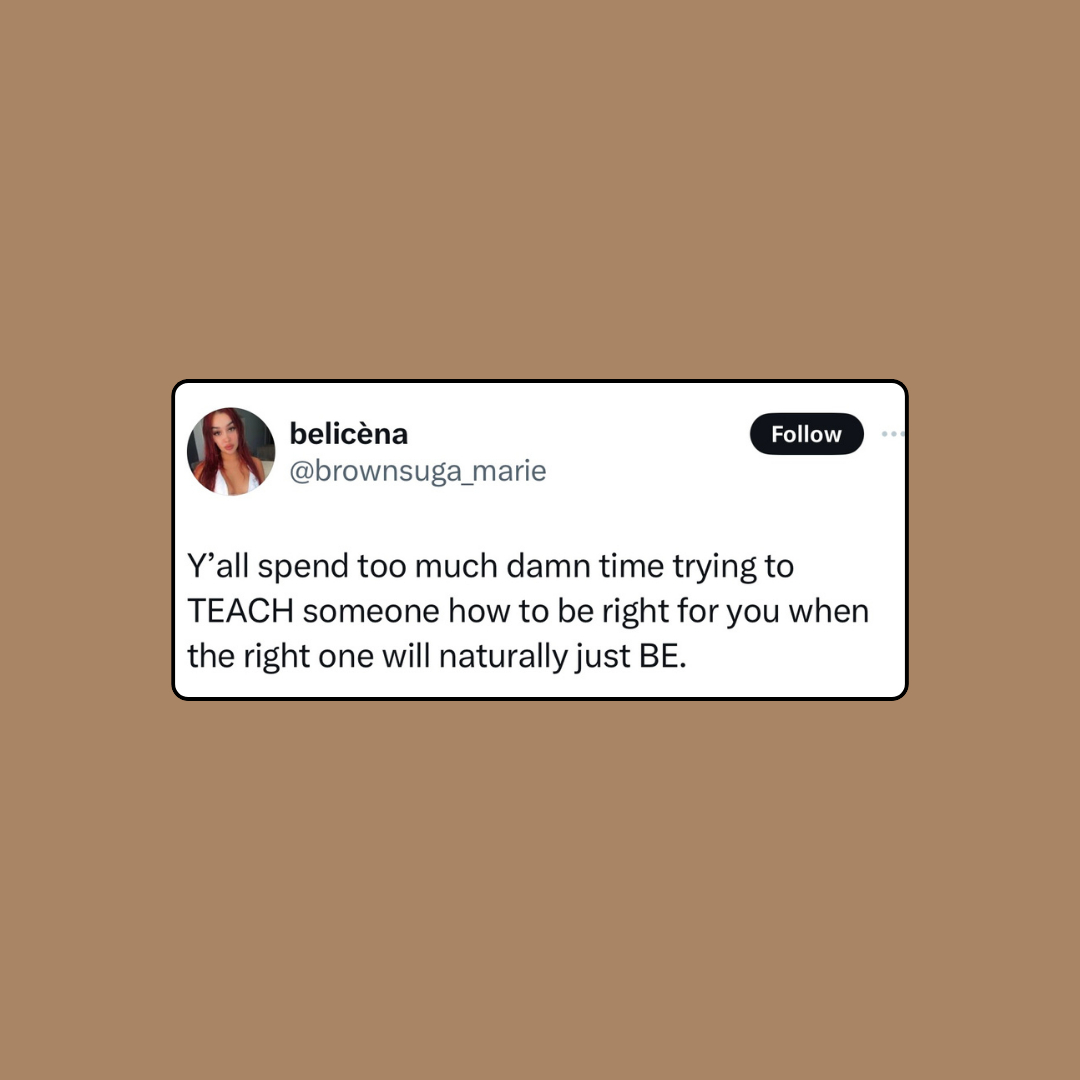 belicèna
Follow
@brownsuga_marie
Y’all spend too much damn time trying to
TEACH someone how to be right for you when
the right one will naturally just BE.